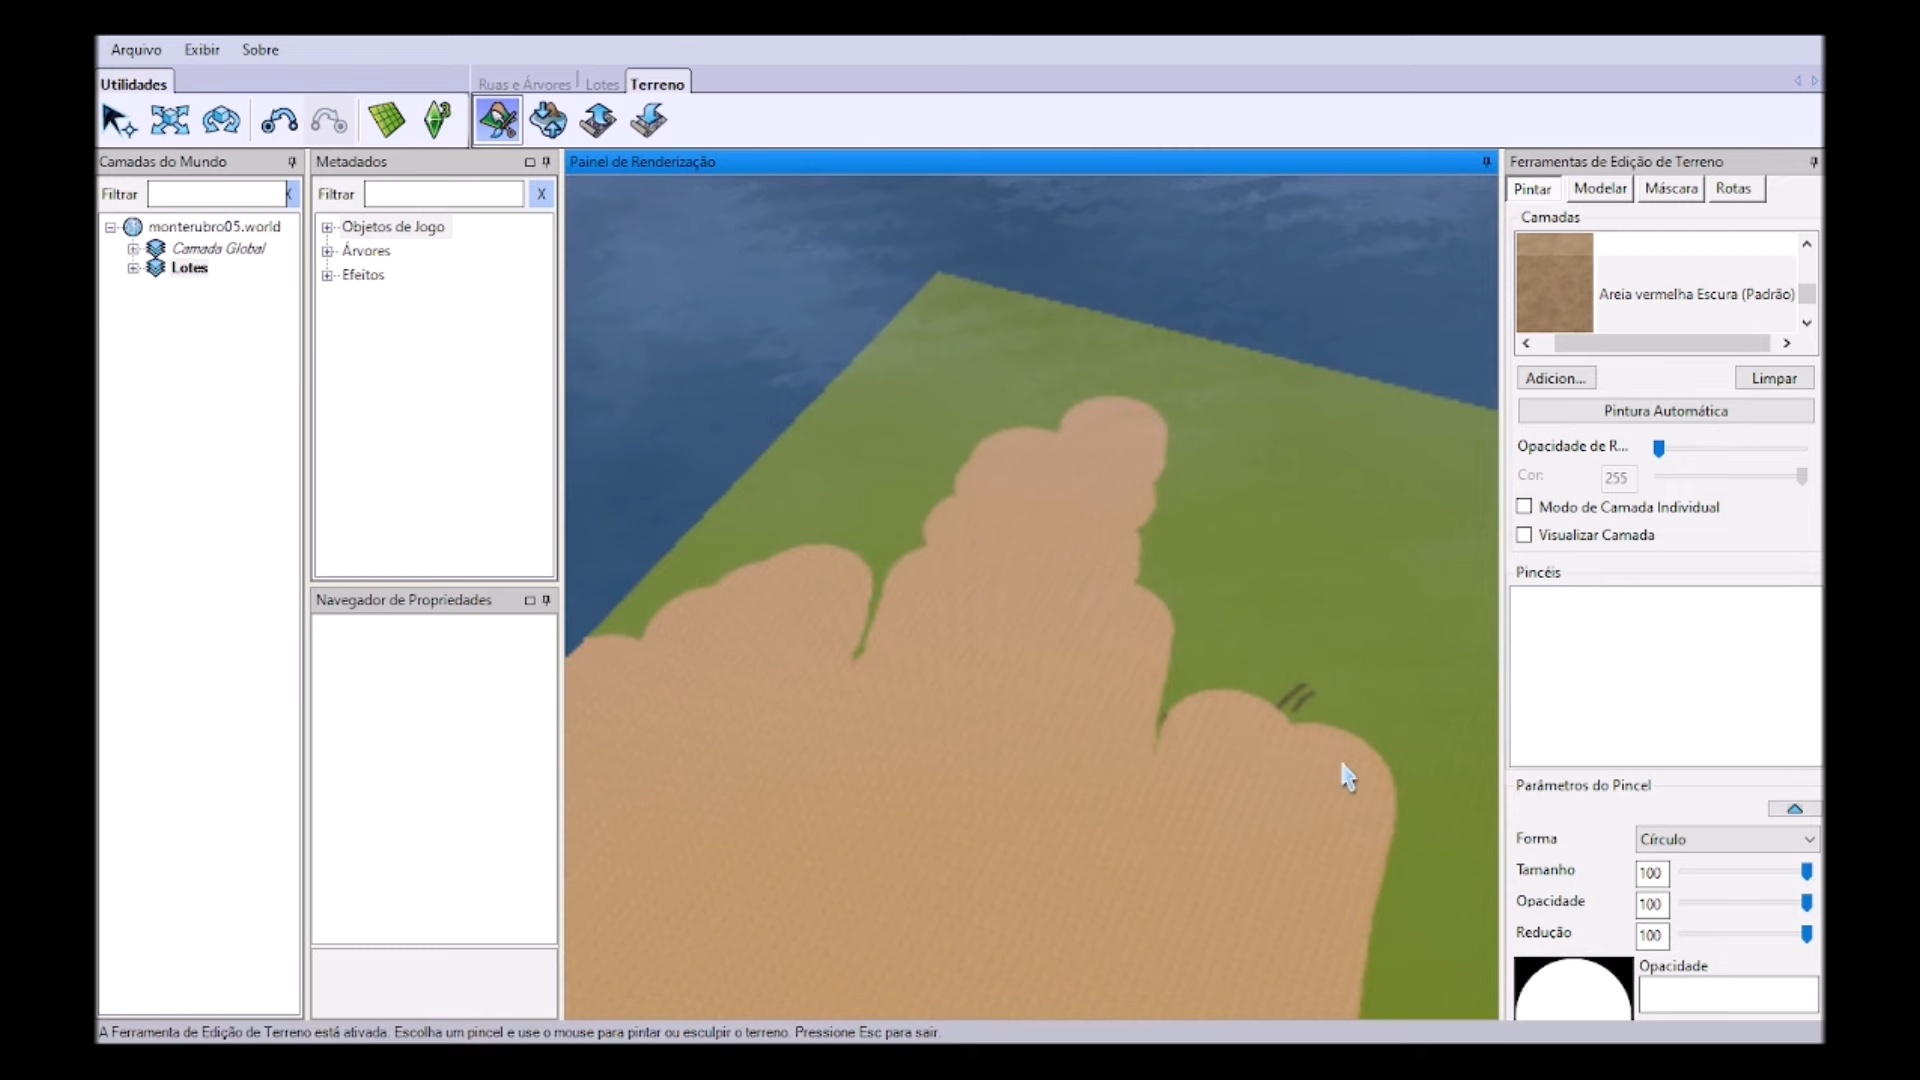 Arquivo Exibir Sobre
Utilidades
Ruas e Árvores Lotes Terreno
Camadas do Mundo
Filtrar
monterubro05.world
Camada Global
Lotes
Metadados
Filtrar X
Objetos de Jogo
Árvores
Efeitos
Navegador de Propriedades
Painel de Renderização
Ferramentas de Edição de Terreno
Pintar Modelar Máscara Rotas
Camadas
Areia vermelha Escura (Padrão)
Adicion... Limpar
Pintura Automática
Opacidade de R...
Cor: 255
Modo de Camada Individual
Visualizar Camada
Pincéis
Parâmetros do Pincel
Forma Círculo
Tamanho 100
Opacidade 100
Redução 100
Opacidade
A Ferramenta de Edição de Terreno está ativada. Escolha um pincel e use o mouse para pintar ou esculpir o terreno. Pressione Esc para sair.